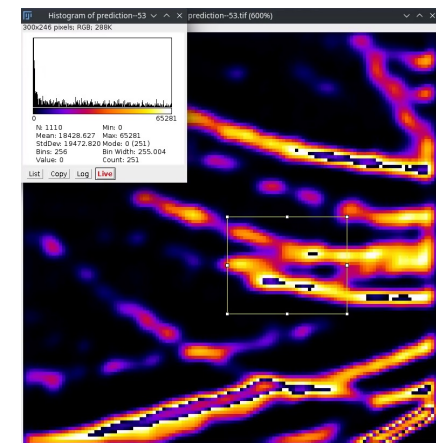 Histogram of prediction--53
prediction--53.tif (600%)
300x246 pixels; RGB; 288K
0 65281
N: 1110 Min: 0
Mean: 18428.627 Max: 65281
StdDev: 19472.820 Mode: 0 (251)
Bins: 256 Bin Width: 255.004
Value: 0 Count: 251
List Copy Log Live